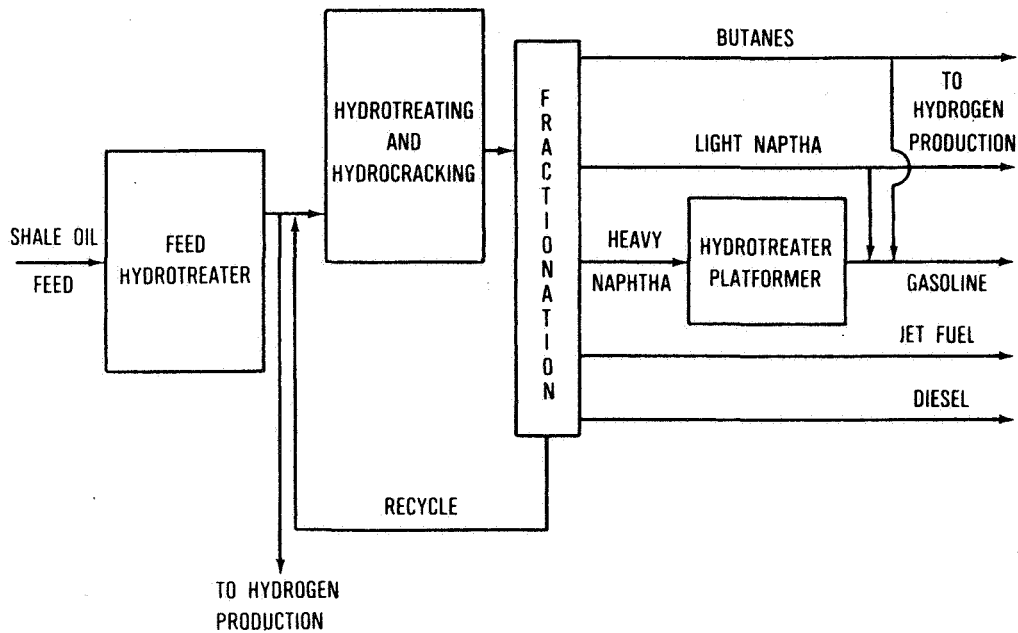 SHALE OIL
FEED
FEED
HYDROTREATER
HYDROTREATING
AND
HYDROCRACKING
FRACTIONATION
BUTANES
TO
HYDROGEN
PRODUCTION
LIGHT NAPTHA
HEAVY
NAPHTHA
HYDROTREATER
PLATFORMER
GASOLINE
JET FUEL
DIESEL
RECYCLE
TO HYDROGEN
PRODUCTION